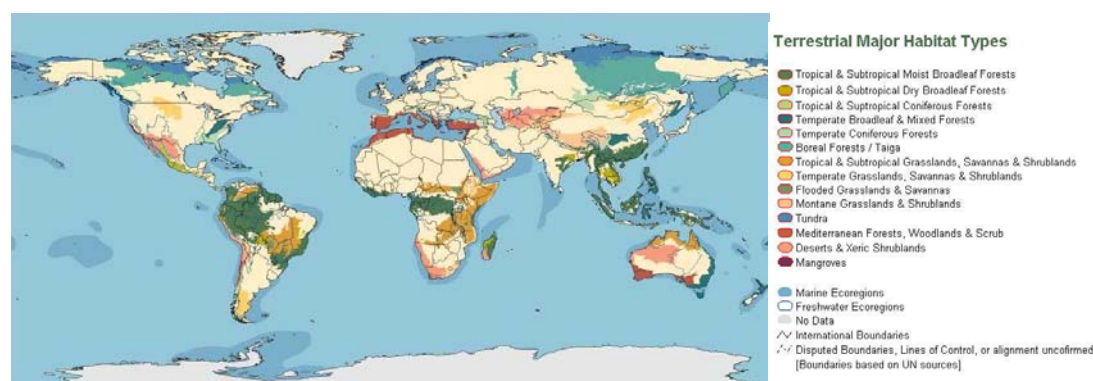 Terrestrial Major Habitat Types
Tropical & Subtropical Moist Broadleaf Forests
Tropical & Subtropical Dry Broadleaf Forests
Tropical & Suptropical Coniferous Forests
Temperate Broadleaf & Mixed Forests
Temperate Coniferous Forests
Boreal Forests / Taiga
Tropical & Subtropical Grasslands, Savannas & Shrublands
Temperate Grasslands, Savannas & Shrublands
Flooded Grasslands & Savannas
Montane Grasslands & Shrublands
Tundra
Mediterranean Forests, Woodlands & Scrub
Deserts & Xeric Shrublands
Mangroves
Marine Ecoregions
Freshwater Ecoregions
No Data
International Boundaries
Disputed Boundaries, Lines of Control, or alignment uncofirmed
[Boundaries based on UN sources]